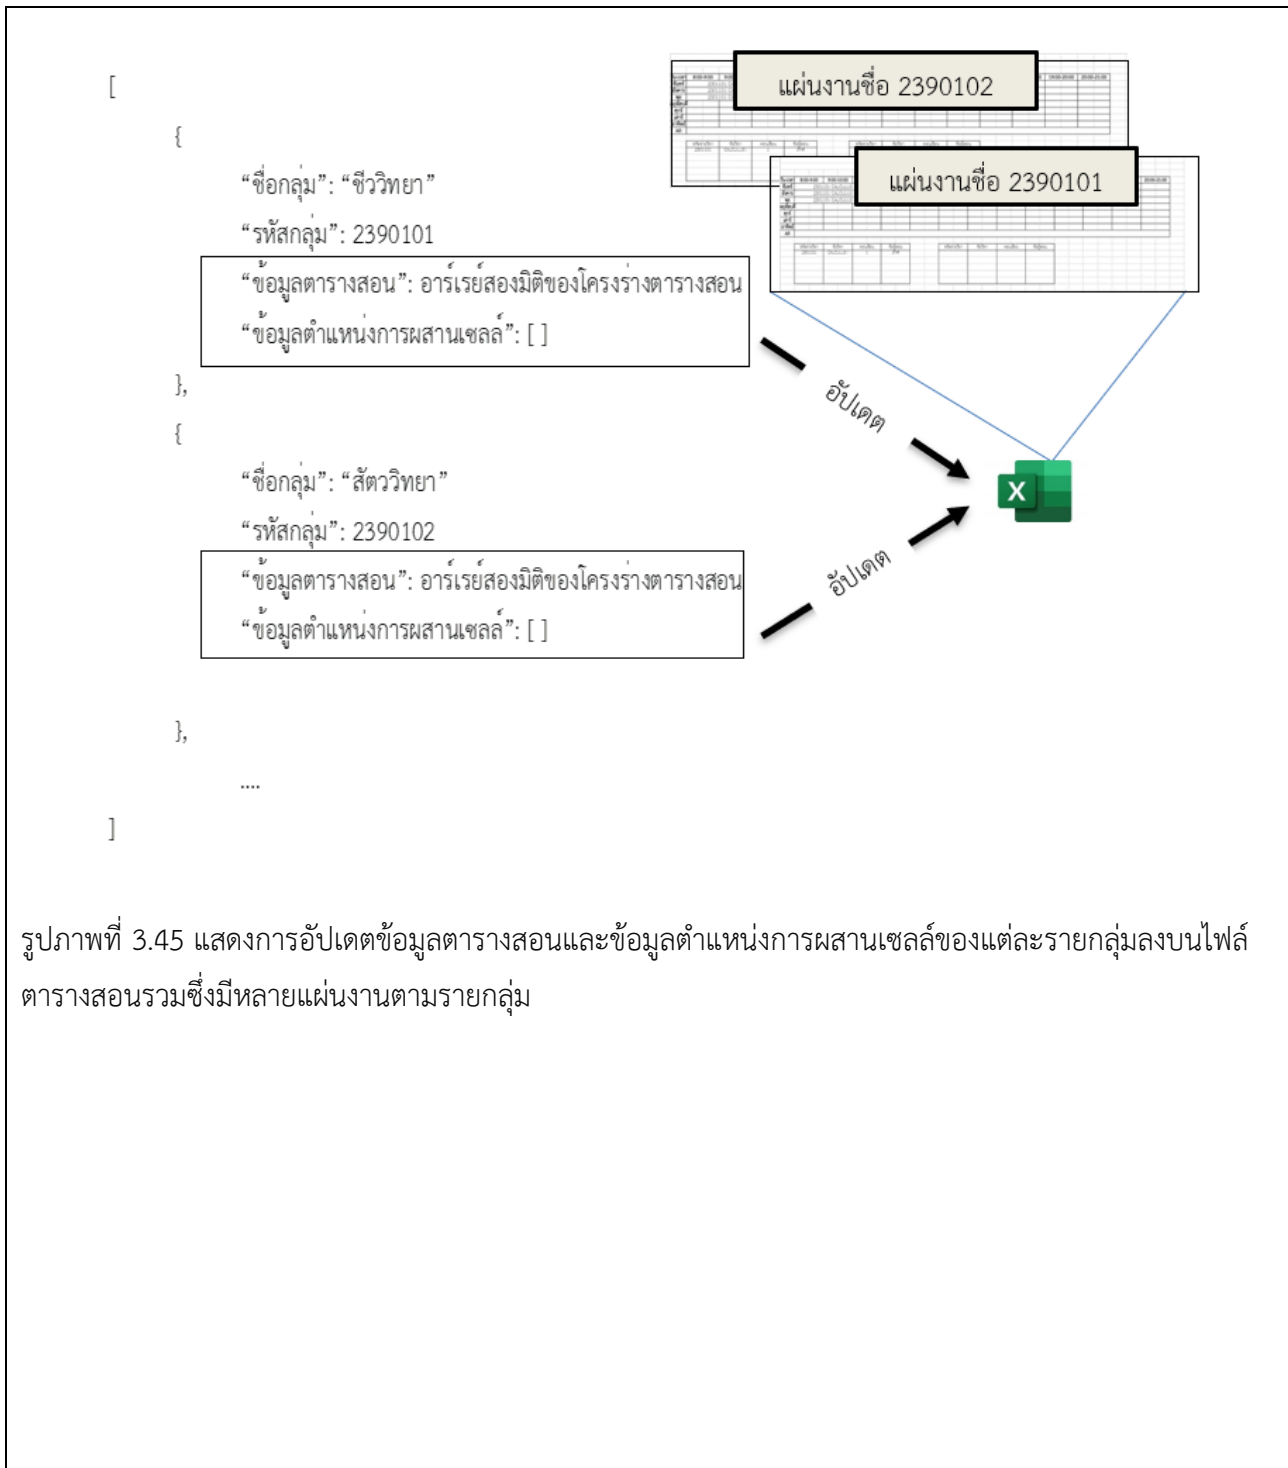 [
{
“ชื่อกลุ่ม”: “ชีววิทยา”
“รหัสกลุ่ม”: 2390101
“ข้อมูลตารางสอน”: อาร์เรย์สองมิติของโครงร่างตารางสอน
“ข้อมูลตำแหน่งการผสานเซลล์”: [ ]
},
{
“ชื่อกลุ่ม”: “สัตววิทยา”
“รหัสกลุ่ม”: 2390102
“ข้อมูลตารางสอน”: อาร์เรย์สองมิติของโครงร่างตารางสอน
“ข้อมูลตำแหน่งการผสานเซลล์”: [ ]
},
....
]
แผ่นงานชื่อ 2390102
แผ่นงานชื่อ 2390101
อัปเดต
อัปเดต
X
รูปภาพที่ 3.45 แสดงการอัปเดตข้อมูลตารางสอนและข้อมูลตำแหน่งการผสานเซลล์ของแต่ละรายกลุ่มลงบนไฟล์
ตารางสอนรวมซึ่งมีหลายแผ่นงานตามรายกลุ่ม